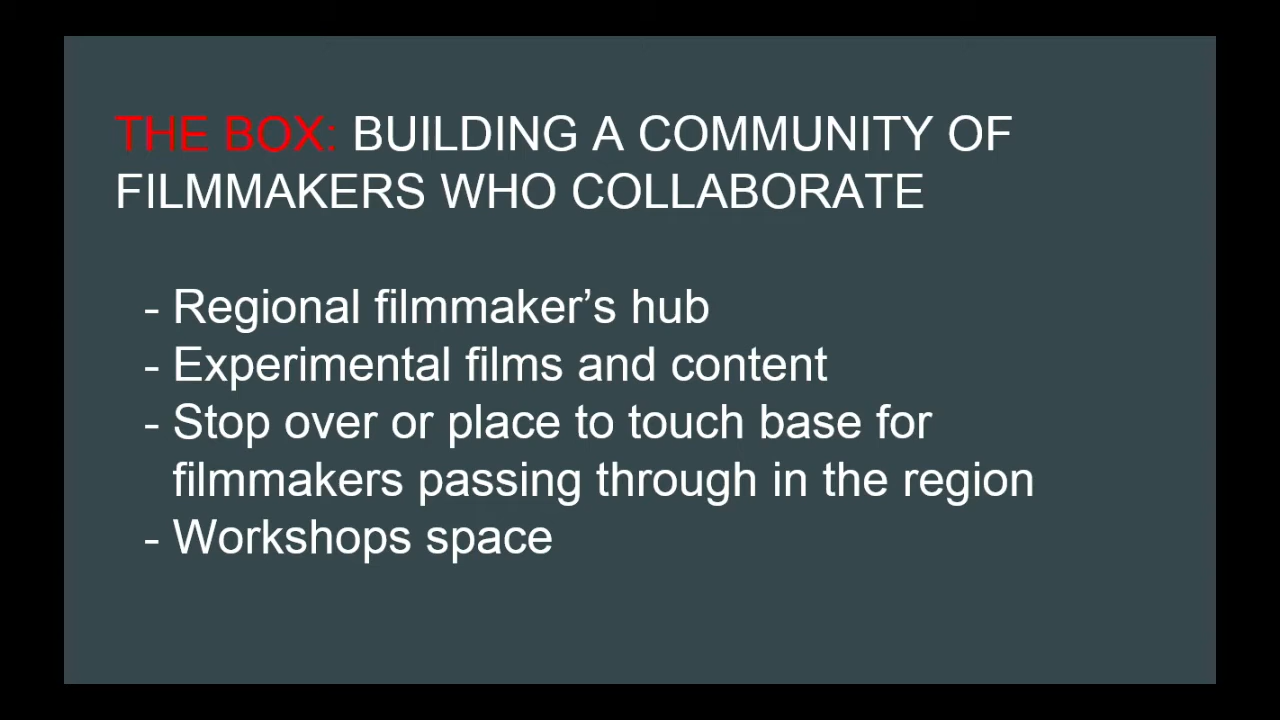 THE BOX: BUILDING A COMMUNITY OF
FILMMAKERS WHO COLLABORATE
- Regional filmmaker’s hub
- Experimental films and content
- Stop over or place to touch base for
filmmakers passing through in the region
- Workshops space